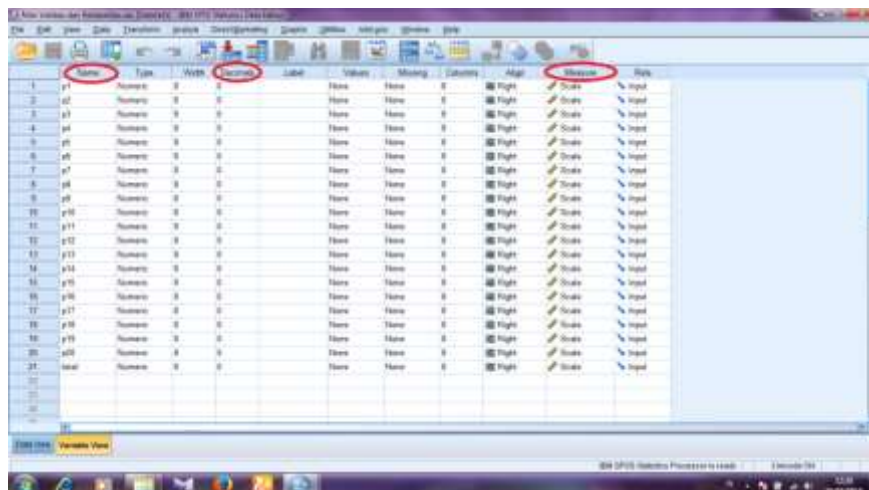 File Edit View Data Transform Analyze Direct Marketing Graphs Utilities Add-ons Window Help
Name Type Width Decimals Label Values Missing Columns Align Measure Role
1 p1 Numeric 8 0 None None 8 Right Scale Input
2 p2 Numeric 8 0 None None 8 Right Scale Input
3 p3 Numeric 8 0 None None 8 Right Scale Input
4 p4 Numeric 8 0 None None 8 Right Scale Input
5 p5 Numeric 8 0 None None 8 Right Scale Input
6 p6 Numeric 8 0 None None 8 Right Scale Input
7 p7 Numeric 8 0 None None 8 Right Scale Input
8 p8 Numeric 8 0 None None 8 Right Scale Input
9 p9 Numeric 8 0 None None 8 Right Scale Input
10 p10 Numeric 8 0 None None 8 Right Scale Input
11 p11 Numeric 8 0 None None 8 Right Scale Input
12 p12 Numeric 8 0 None None 8 Right Scale Input
13 p13 Numeric 8 0 None None 8 Right Scale Input
14 p14 Numeric 8 0 None None 8 Right Scale Input
15 p15 Numeric 8 0 None None 8 Right Scale Input
16 p16 Numeric 8 0 None None 8 Right Scale Input
17 p17 Numeric 8 0 None None 8 Right Scale Input
18 p18 Numeric 8 0 None None 8 Right Scale Input
19 p19 Numeric 8 0 None None 8 Right Scale Input
20 p20 Numeric 8 0 None None 8 Right Scale Input
21 total Numeric 8 0 None None 8 Right Scale Input
22
23
24
Data View Variable View
IBM SPSS Statistics Processor is ready Unicode:ON